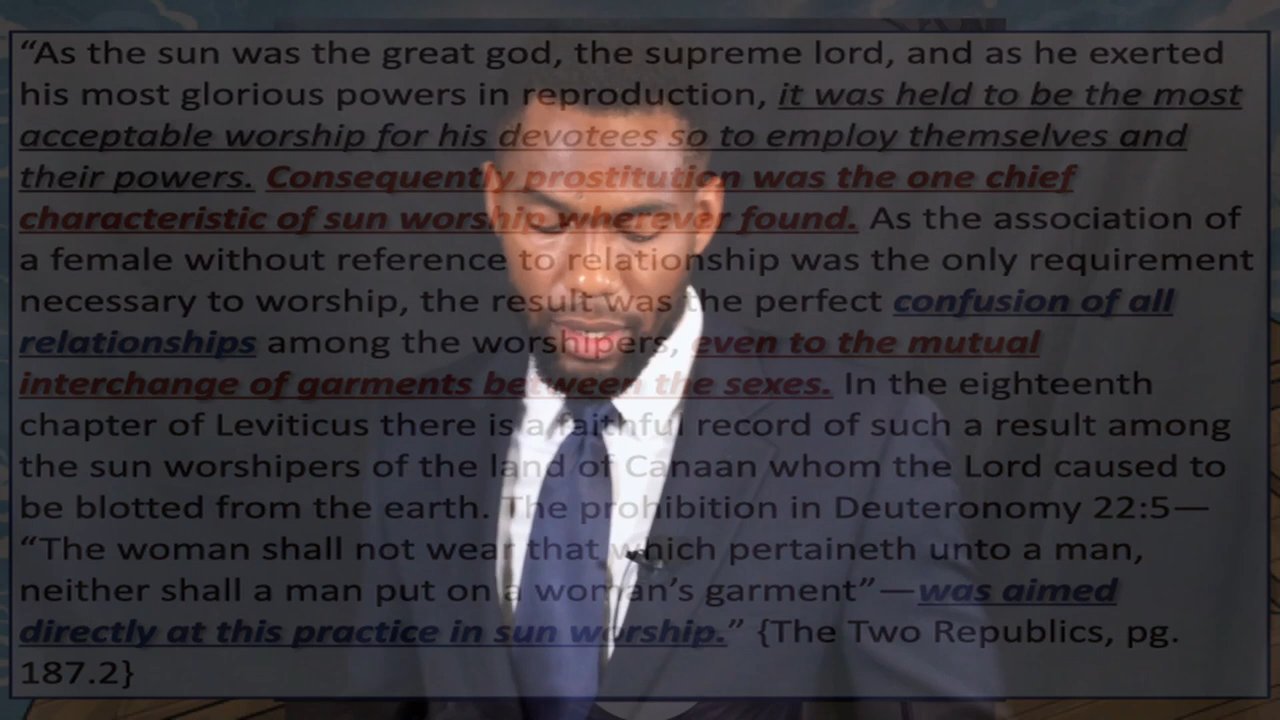 “As the sun was the great god, the supreme lord, and as he exerted
his most glorious powers in reproduction, it was held to be the most
acceptable worship for his devotees so to employ themselves and
their powers. Consequently prostitution was the one chief
characteristic of sun worship wherever found. As the association of
a female without reference to relationship was the only requirement
necessary to worship, the result was the perfect confusion of all
relationships among the worshipers, even to the mutual
interchange of garments between the sexes. In the eighteenth
chapter of Leviticus there is a faithful record of such a result among
the sun worshipers of the land of Canaan whom the Lord caused to
be blotted from the earth. The prohibition in Deuteronomy 22:5—
“The woman shall not wear that which pertaineth unto a man,
neither shall a man put on a woman’s garment”—was aimed
directly at this practice in sun worship.” {The Two Republics, pg.
187.2}